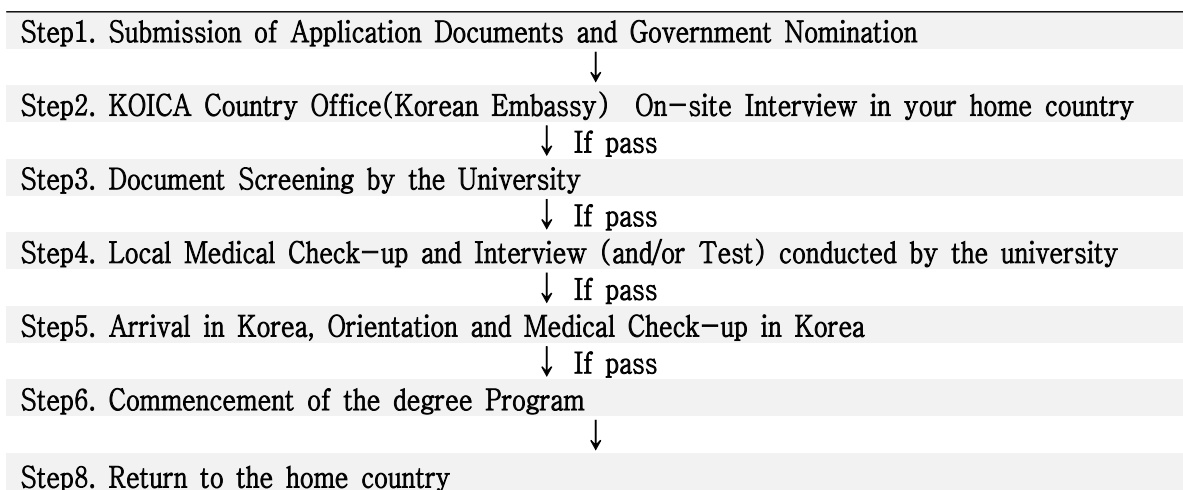 Step1. Submission of Application Documents and Government Nomination
↓
Step2. KOICA Country Office(Korean Embassy) On-site Interview in your home country
↓ If pass
Step3. Document Screening by the University
↓ If pass
Step4. Local Medical Check-up and Interview (and/or Test) conducted by the university
↓ If pass
Step5. Arrival in Korea, Orientation and Medical Check-up in Korea
↓ If pass
Step6. Commencement of the degree Program
↓
Step8. Return to the home country